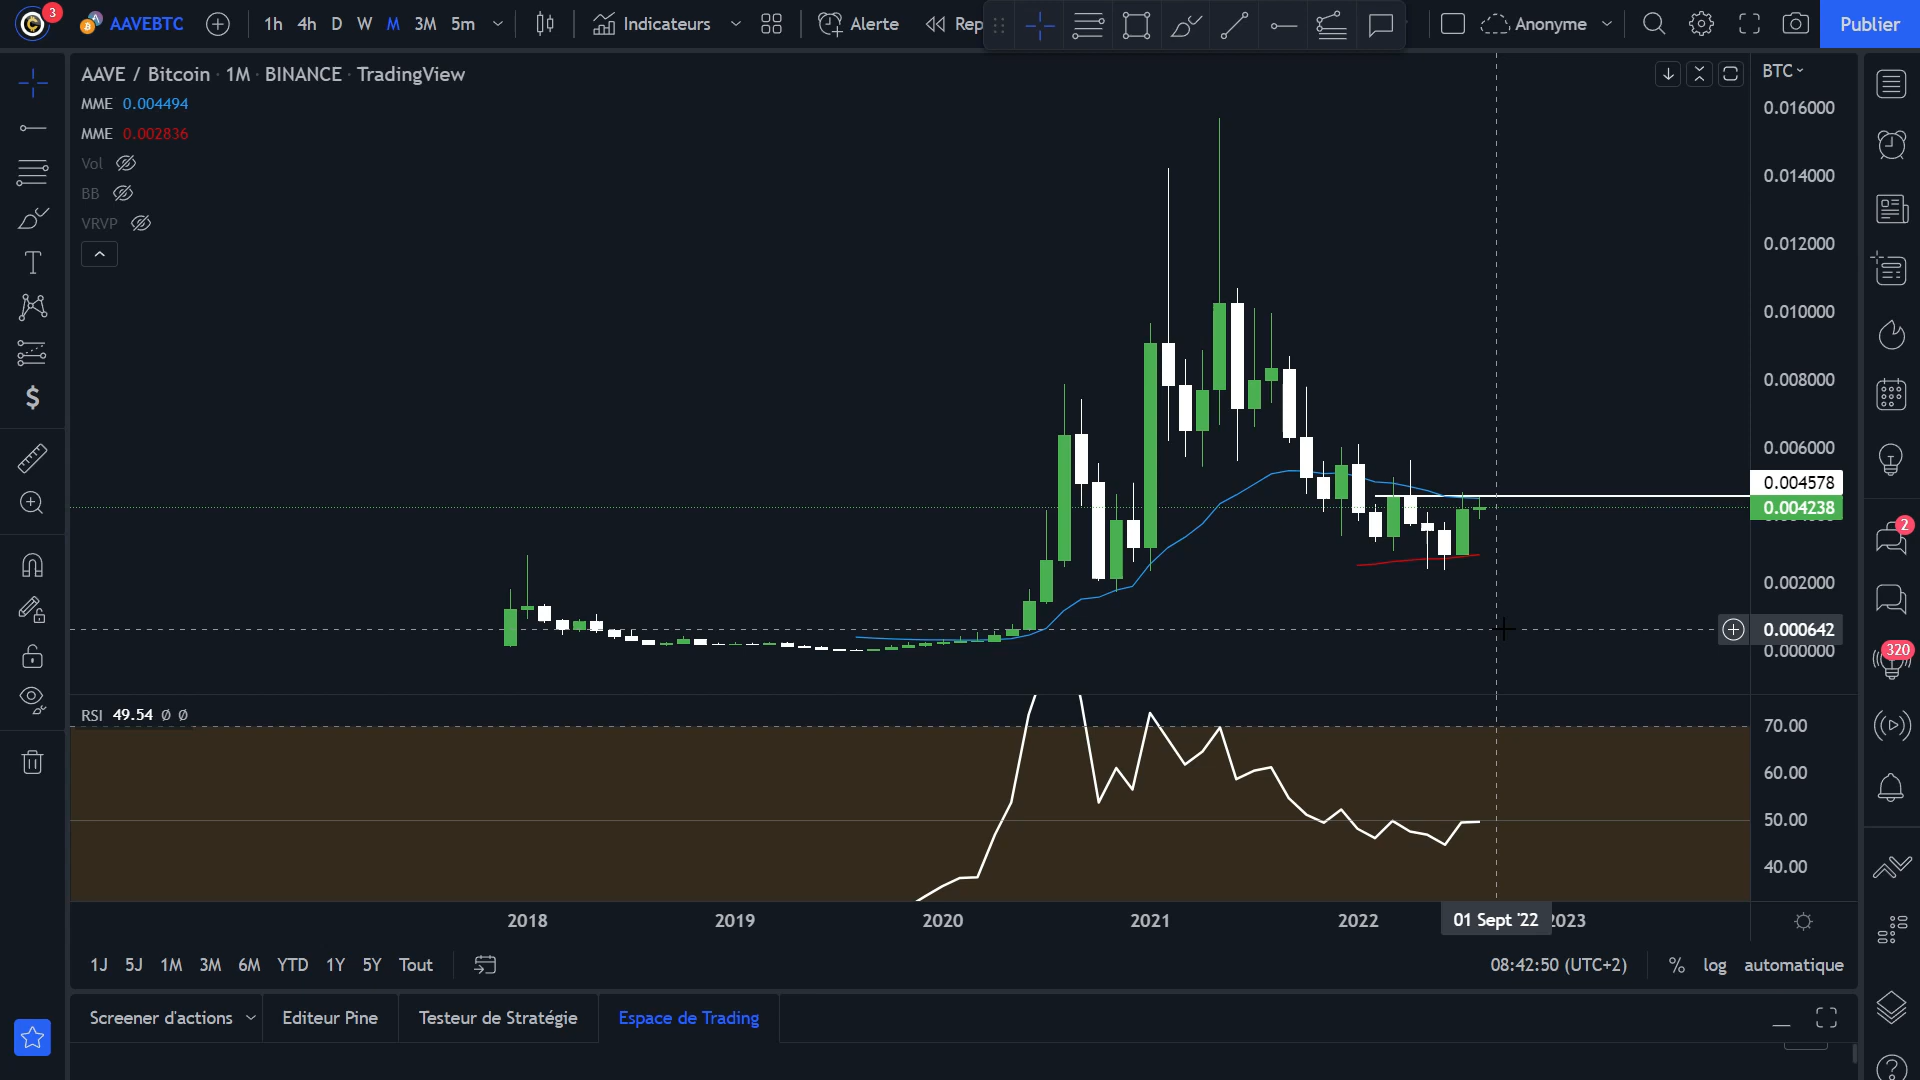 3
AAVEBTC
1h 4h D W M 3M 5m
Indicateurs
Alerte
Rep
Anonyme
Publier
AAVE / Bitcoin · 1M · BINANCE · TradingView
MME 0.004494
MME 0.002836
Vol
BB
VRVP
BTC
0.016000
0.014000
0.012000
0.010000
0.008000
0.006000
0.004578
0.004238
0.002000
0.000642
0.000000
RSI 49.54 Ø Ø
70.00
60.00
50.00
40.00
2018 2019 2020 2021 2022 01 Sept '22 2023
1J 5J 1M 3M 6M YTD 1Y 5Y Tout
08:42:50 (UTC+2) % log automatique
Screener d'actions Editeur Pine Testeur de Stratégie Espace de Trading
2
320